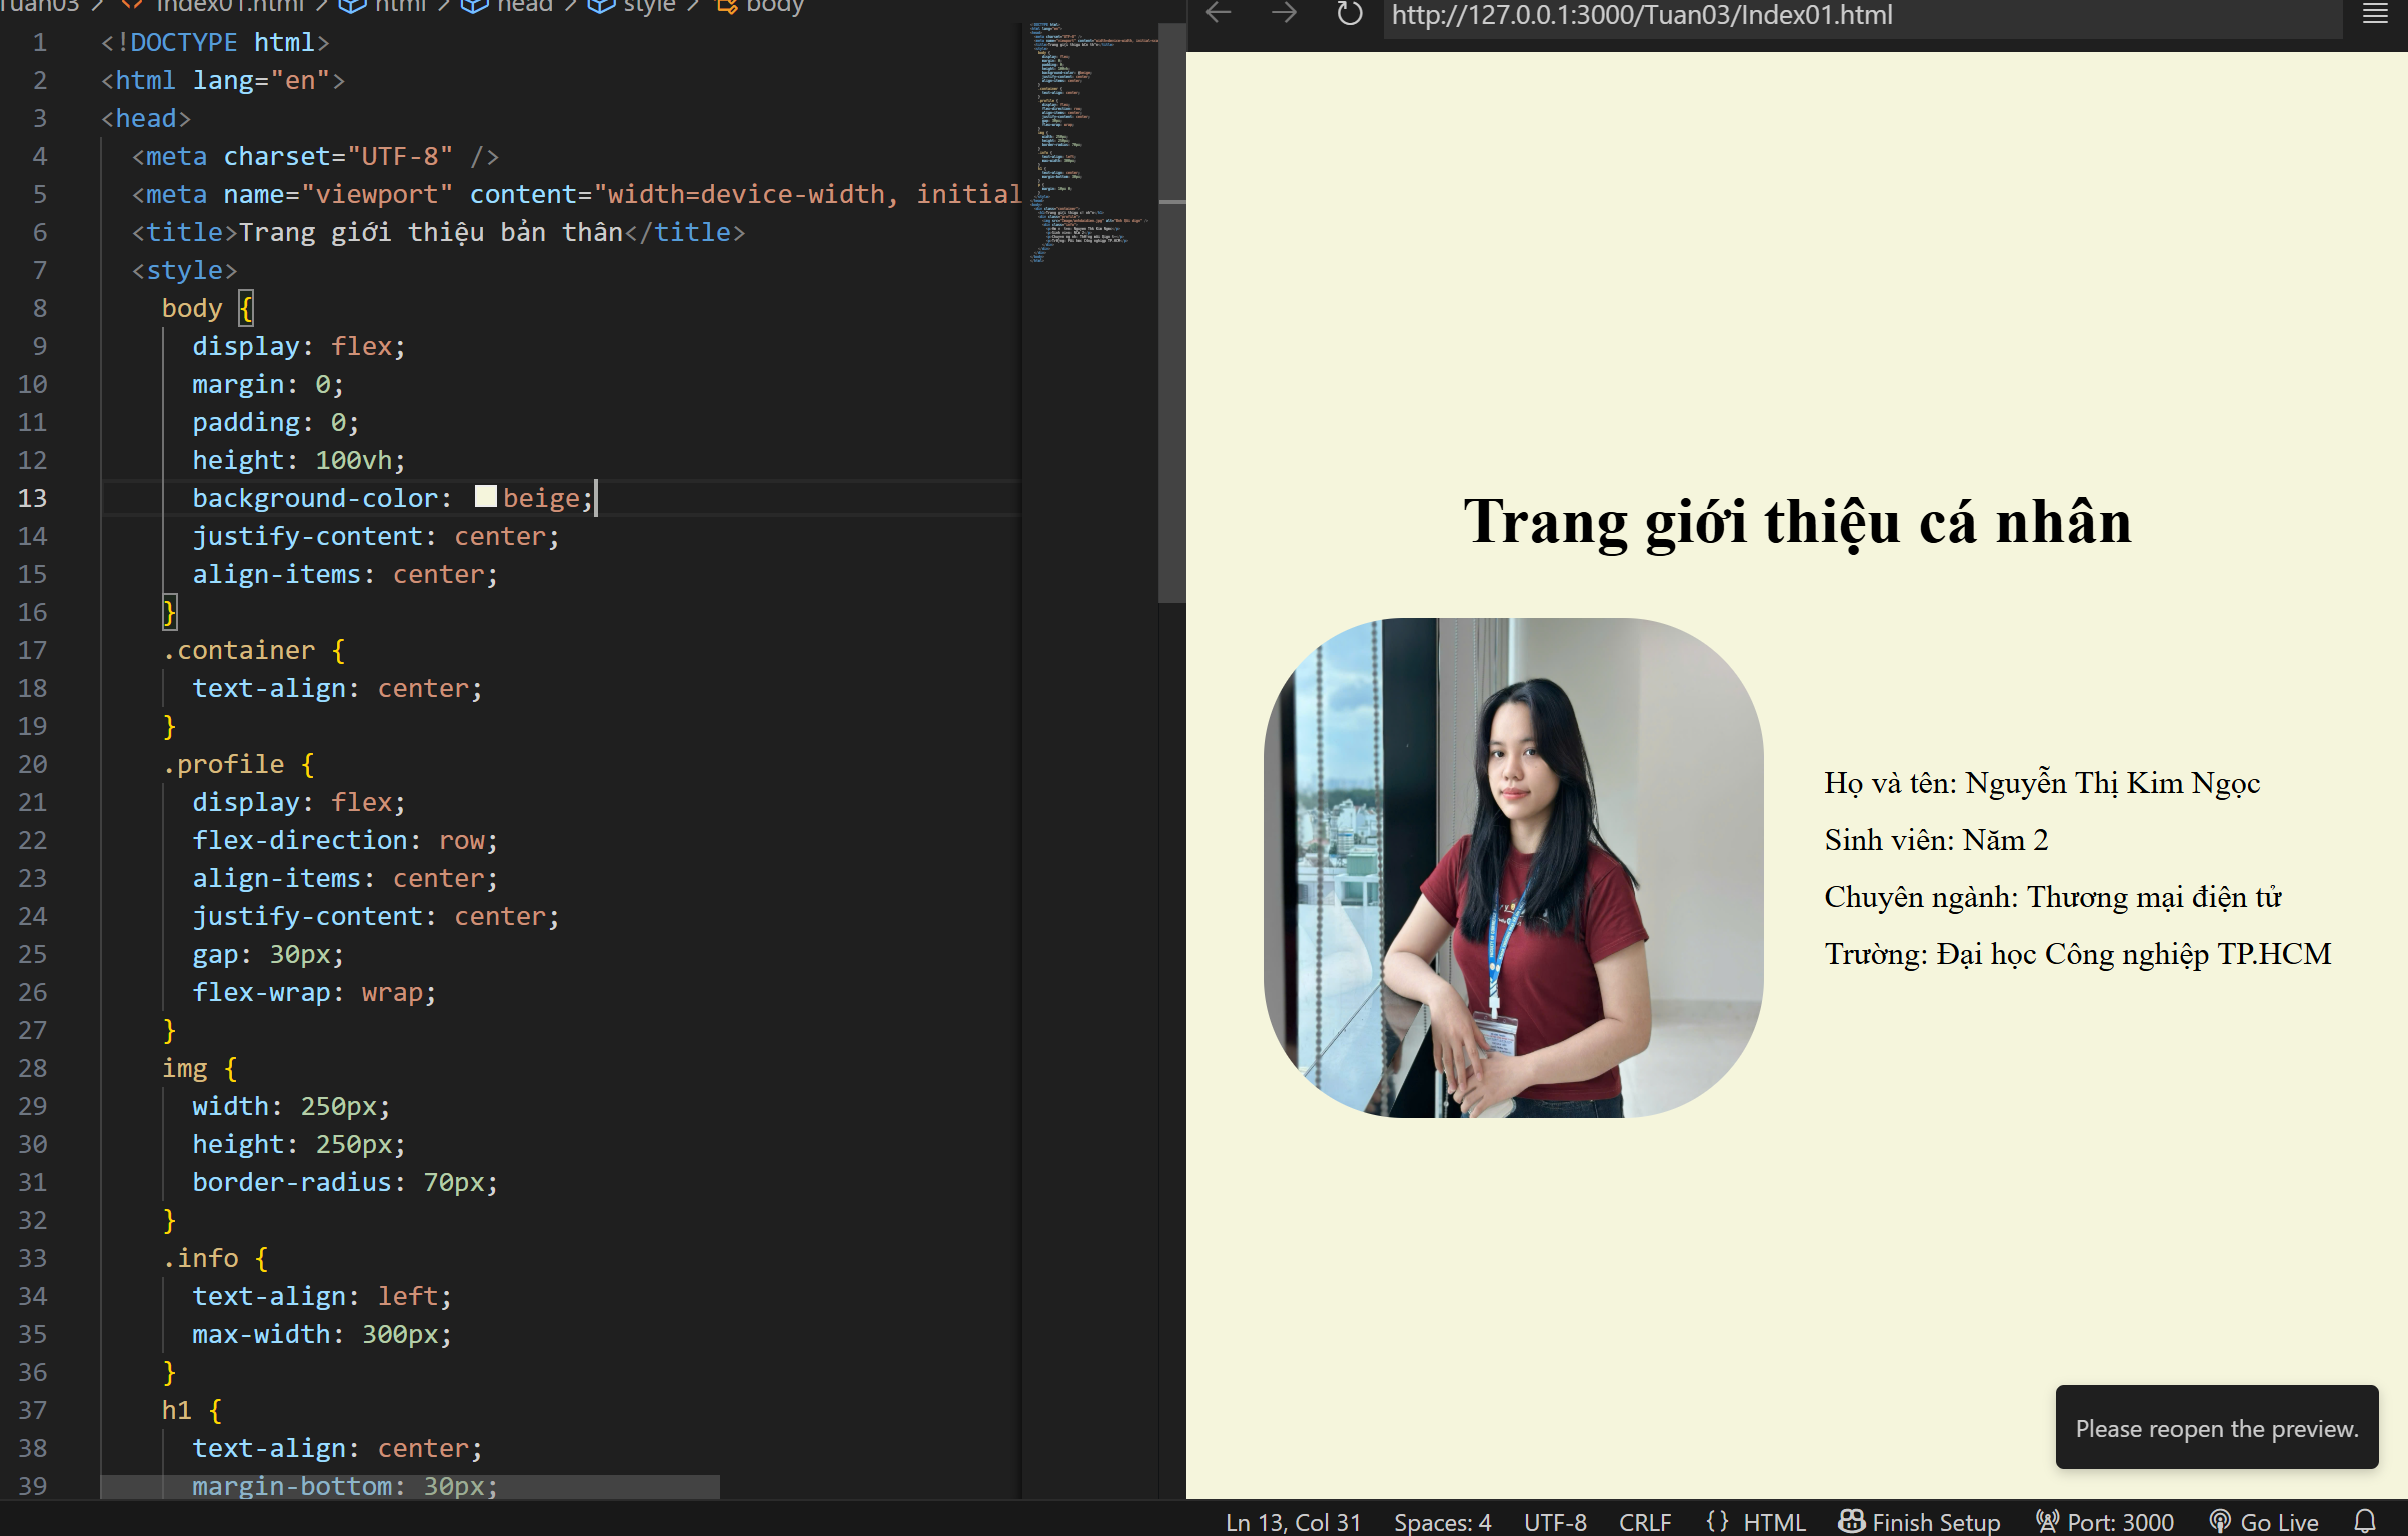 Tuan03 > <> Index01.html > html > head > style > body
http://127.0.0.1:3000/Tuan03/Index01.html
1 <!DOCTYPE html>
2 <html lang="en">
3 <head>
4 <meta charset="UTF-8" />
5 <meta name="viewport" content="width=device-width, initial
6 <title>Trang giới thiệu bản thân</title>
7 <style>
8 body {
9 display: flex;
10 margin: 0;
11 padding: 0;
12 height: 100vh;
13 background-color: beige;
14 justify-content: center;
15 align-items: center;
16 }
17 .container {
18 text-align: center;
19 }
20 .profile {
21 display: flex;
22 flex-direction: row;
23 align-items: center;
24 justify-content: center;
25 gap: 30px;
26 flex-wrap: wrap;
27 }
28 img {
29 width: 250px;
30 height: 250px;
31 border-radius: 70px;
32 }
33 .info {
34 text-align: left;
35 max-width: 300px;
36 }
37 h1 {
38 text-align: center;
39 margin-bottom: 30px;
Trang giới thiệu cá nhân
Họ và tên: Nguyễn Thị Kim Ngọc
Sinh viên: Năm 2
Chuyên ngành: Thương mại điện tử
Trường: Đại học Công nghiệp TP.HCM
Please reopen the preview.
Ln 13, Col 31 Spaces: 4 UTF-8 CRLF {} HTML Finish Setup Port: 3000 Go Live